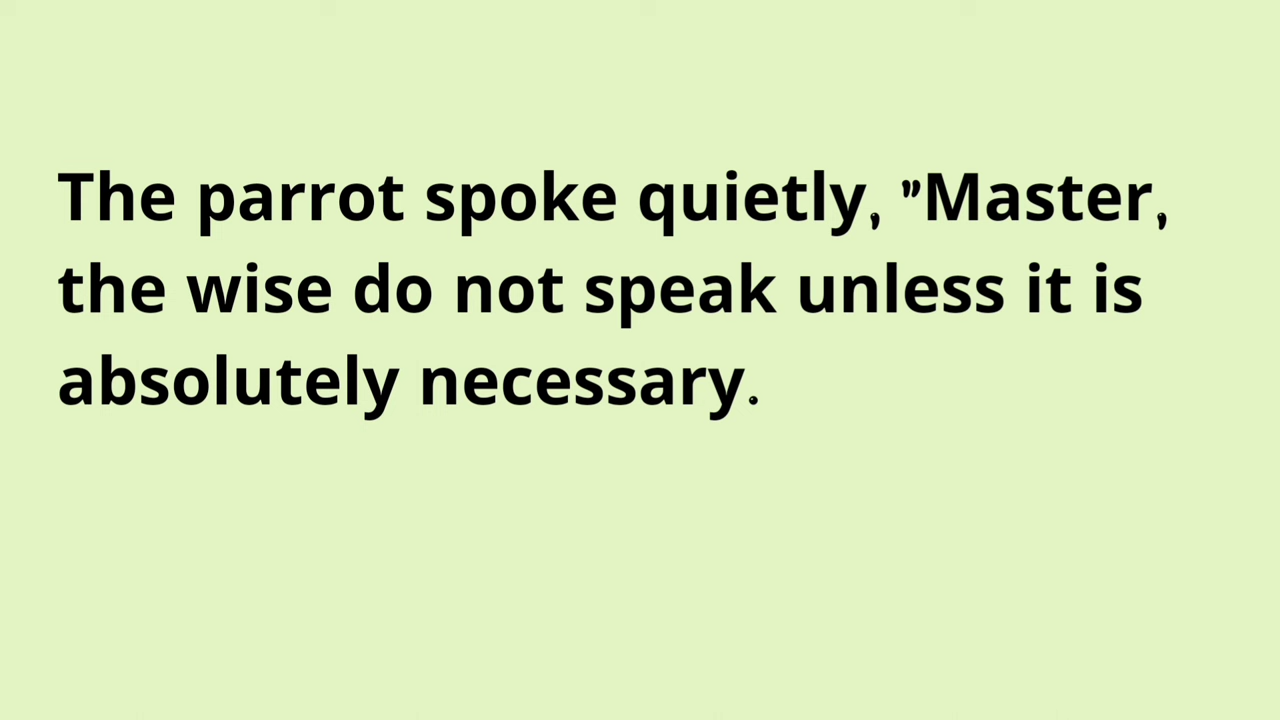 The parrot spoke quietly, ”Master,
the wise do not speak unless it is
absolutely necessary.